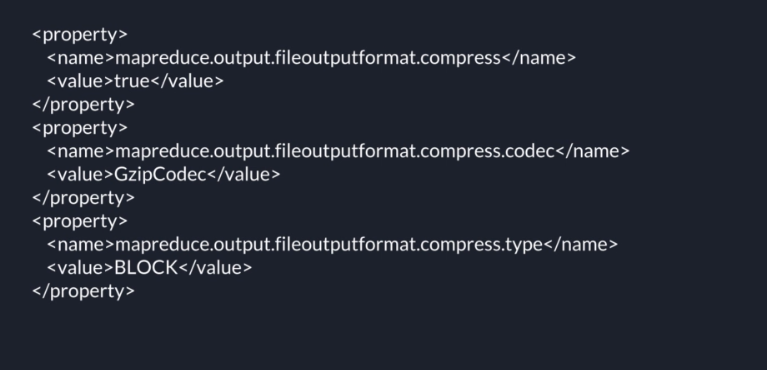 <property>
<name>mapreduce.output.fileoutputformat.compress</name>
<value>true</value>
</property>
<property>
<name>mapreduce.output.fileoutputformat.compress.codec</name>
<value>GzipCodec</value>
</property>
<property>
<name>mapreduce.output.fileoutputformat.compress.type</name>
<value>BLOCK</value>
</property>